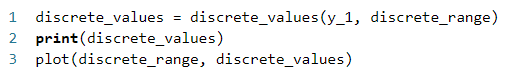 1 discrete_values = discrete_values(y_1, discrete_range)
2 print(discrete_values)
3 plot(discrete_range, discrete_values)